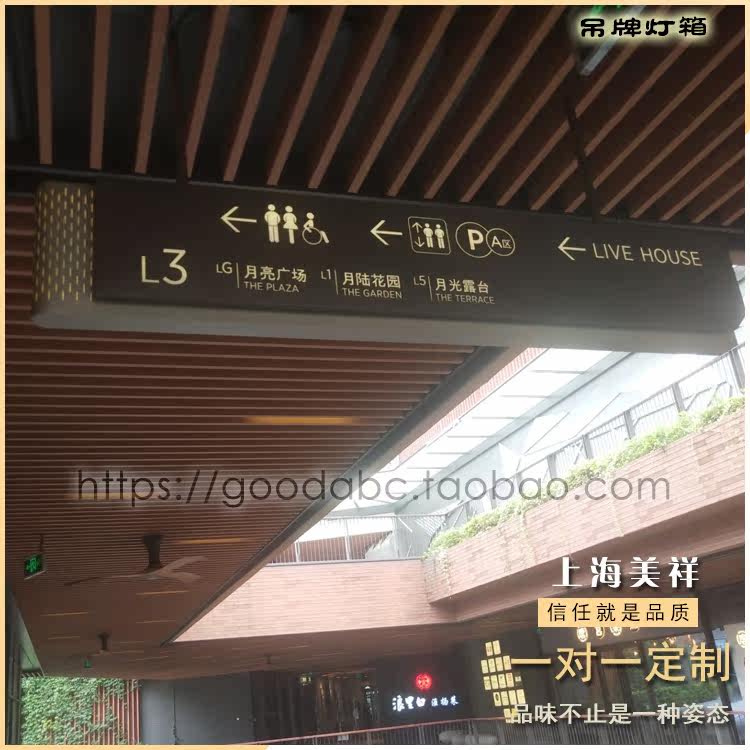 吊牌灯箱
P A区
LIVE HOUSE
L3
LG 月亮广场
THE PLAZA
L1 月陆花园
THE GARDEN
L5 月光露台
THE TERRACE
https://goodabc.taobao.com
上海美祥
信任就是品质
一对一定制
品味不止是一种姿态